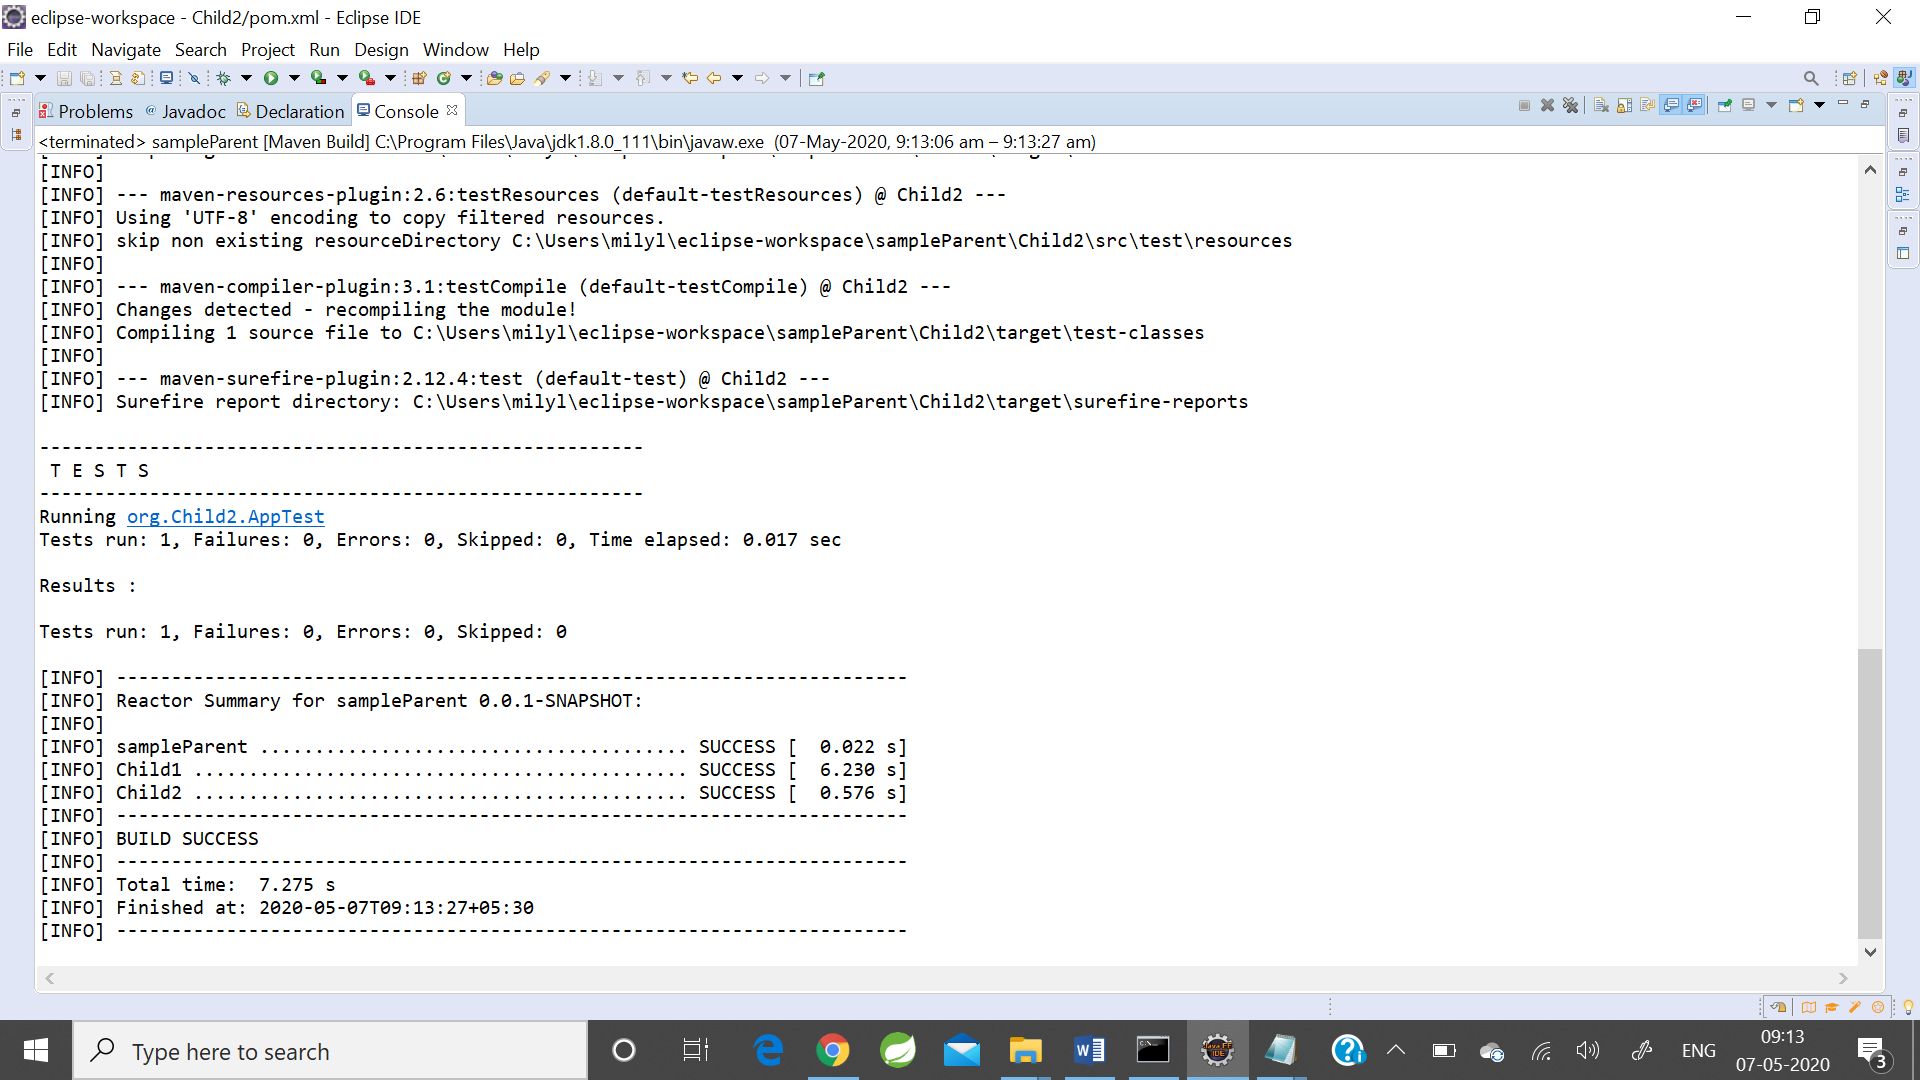 eclipse-workspace - Child2/pom.xml - Eclipse IDE
File Edit Navigate Search Project Run Design Window Help
Problems @ Javadoc Declaration Console
<terminated> sampleParent [Maven Build] C:\Program Files\Java\jdk1.8.0_111\bin\javaw.exe (07-May-2020, 9:13:06 am – 9:13:27 am)
[INFO]
[INFO] --- maven-resources-plugin:2.6:testResources (default-testResources) @ Child2 ---
[INFO] Using 'UTF-8' encoding to copy filtered resources.
[INFO] skip non existing resourceDirectory C:\Users\milyl\eclipse-workspace\sampleParent\Child2\src\test\resources
[INFO]
[INFO] --- maven-compiler-plugin:3.1:testCompile (default-testCompile) @ Child2 ---
[INFO] Changes detected - recompiling the module!
[INFO] Compiling 1 source file to C:\Users\milyl\eclipse-workspace\sampleParent\Child2\target\test-classes
[INFO]
[INFO] --- maven-surefire-plugin:2.12.4:test (default-test) @ Child2 ---
[INFO] Surefire report directory: C:\Users\milyl\eclipse-workspace\sampleParent\Child2\target\surefire-reports
-------------------------------------------------------
T E S T S
-------------------------------------------------------
Running org.Child2.AppTest
Tests run: 1, Failures: 0, Errors: 0, Skipped: 0, Time elapsed: 0.017 sec
Results :
Tests run: 1, Failures: 0, Errors: 0, Skipped: 0
[INFO] ------------------------------------------------------------------------
[INFO] Reactor Summary for sampleParent 0.0.1-SNAPSHOT:
[INFO]
[INFO] sampleParent ....................................... SUCCESS [  0.022 s]
[INFO] Child1 ............................................. SUCCESS [  6.230 s]
[INFO] Child2 ............................................. SUCCESS [  0.576 s]
[INFO] ------------------------------------------------------------------------
[INFO] BUILD SUCCESS
[INFO] ------------------------------------------------------------------------
[INFO] Total time:  7.275 s
[INFO] Finished at: 2020-05-07T09:13:27+05:30
[INFO] ------------------------------------------------------------------------
Type here to search
ENG
09:13
07-05-2020
3